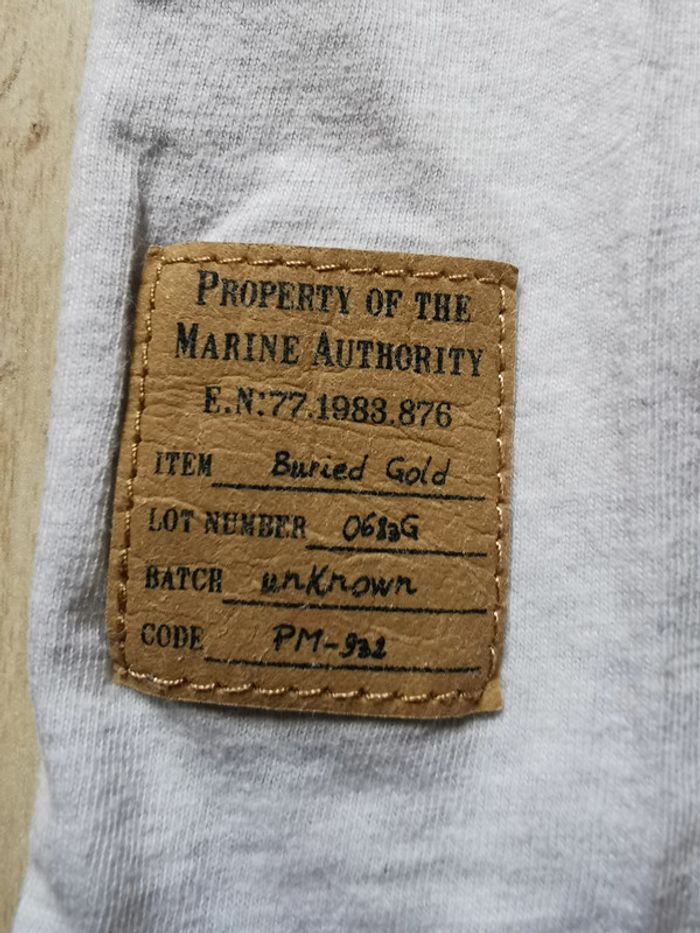 PROPERTY OF THE
MARINE AUTHORITY
E.N:77.1983.876
ITEM Buried Gold
LOT NUMBER 0683G
BATCH unknown
CODE PM-932